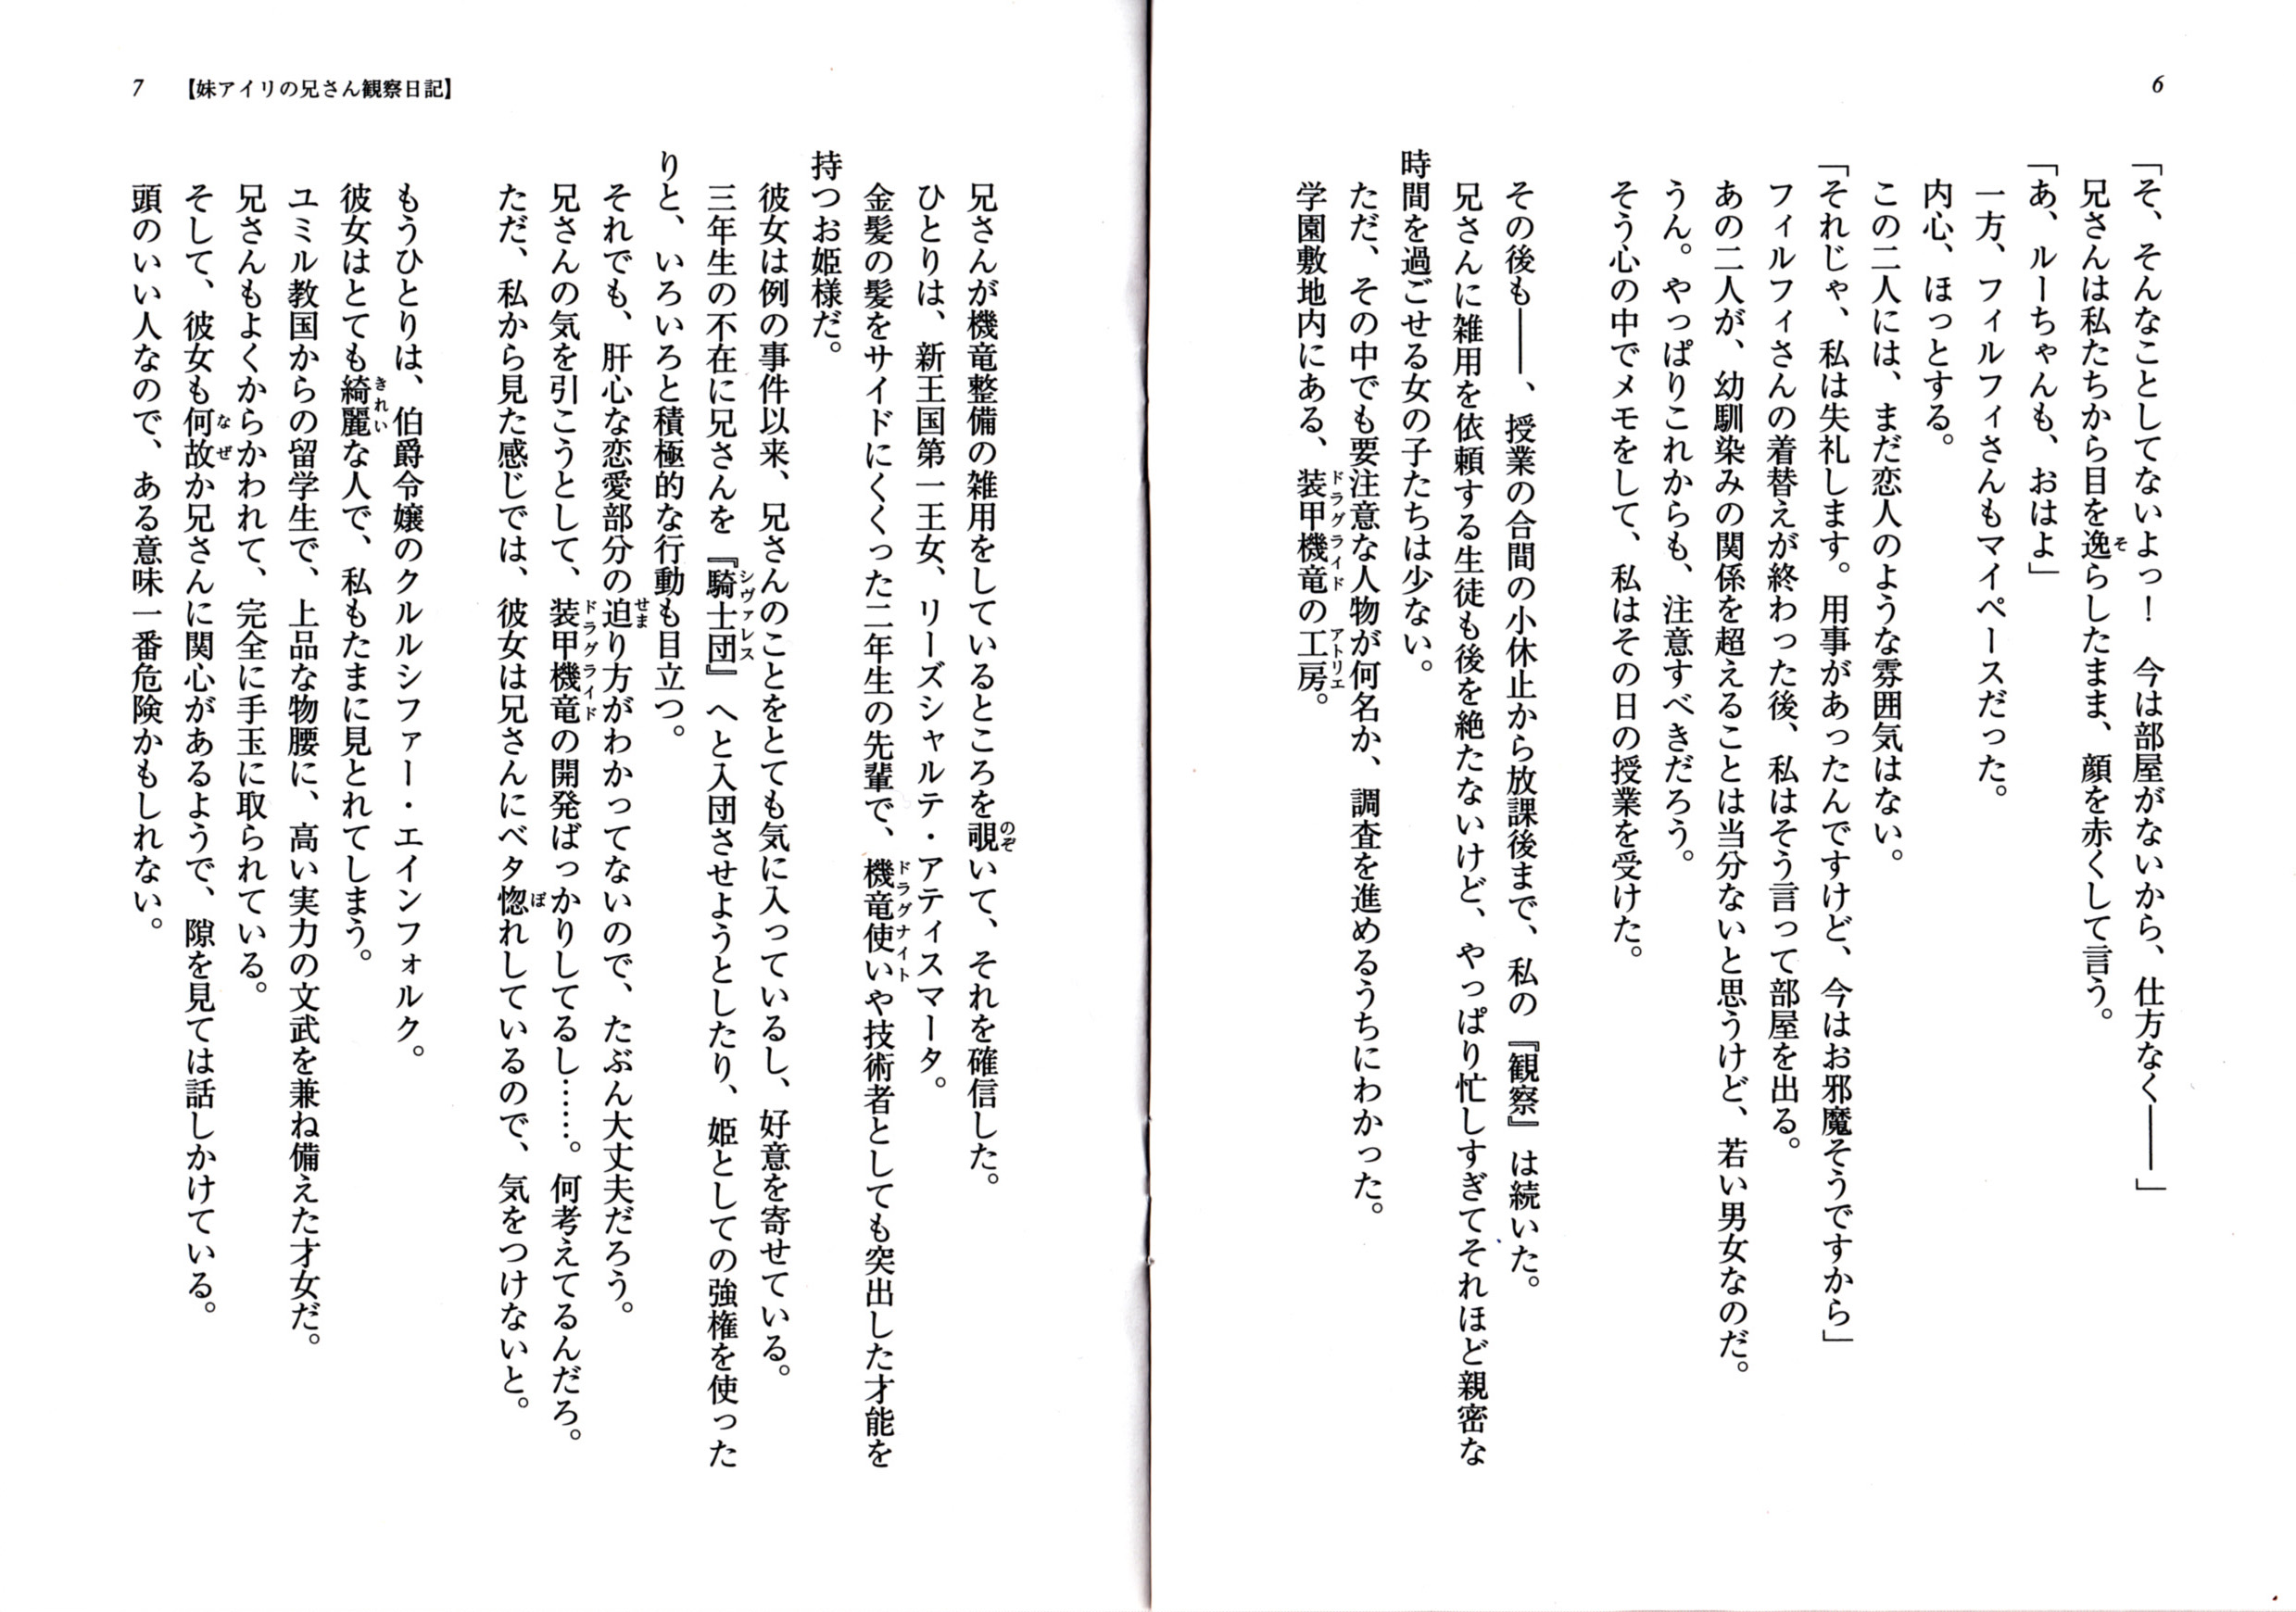 6
「そ、そんなことしてないよっ！　今は部屋がないから、仕方なく――」
兄さんは私たちから目を逸らしたまま、顔を赤くして言う。
「あ、ルーちゃんも、おはよ」
一方、フィルフィさんもマイペースだった。
内心、ほっとする。
この二人には、まだ恋人のような雰囲気はない。
「それじゃ、私は失礼します。用事があったんですけど、今はお邪魔そうですから」
フィルフィさんの着替えが終わった後、私はそう言って部屋を出る。
あの二人が、幼馴染みの関係を超えることは当分ないと思うけど、若い男女なのだ。
うん。やっぱりこれからも、注意すべきだろう。
そう心の中でメモをして、私はその日の授業を受けた。
その後も――、授業の合間の小休止から放課後まで、私の『観察』は続いた。
兄さんに雑用を依頼する生徒も後を絶たないけど、やっぱり忙しすぎてそれほど親密な
時間を過ごせる女の子たちは少ない。
ただ、その中でも要注意な人物が何名か、調査を進めるうちにわかった。
学園敷地内にある、装甲機竜の工房。
7 【妹アイリの兄さん観察日記】
兄さんが機竜整備の雑用をしているところを覗いて、それを確信した。
ひとりは、新王国第一王女、リーズシャルテ・アティスマータ。
金髪の髪をサイドにくくった二年生の先輩で、機竜使いや技術者としても突出した才能を
持つお姫様だ。
彼女は例の事件以来、兄さんのことをとても気に入っているし、好意を寄せている。
三年生の不在に兄さんを『騎士団』へと入団させようとしたり、姫としての強権を使った
りと、いろいろと積極的な行動も目立つ。
それでも、肝心な恋愛部分の迫り方がわかってないので、たぶん大丈夫だろう。
兄さんの気を引こうとして、装甲機竜の開発ばっかりしてるし……。何考えてるんだろ。
ただ、私から見た感じでは、彼女は兄さんにベタ惚れしているので、気をつけないと。
もうひとりは、伯爵令嬢のクルルシファー・エインフォルク。
彼女はとても綺麗な人で、私もたまに見とれてしまう。
ユミル教国からの留学生で、上品な物腰に、高い実力の文武を兼ね備えた才女だ。
兄さんもよくからかわれて、完全に手玉に取られている。
そして、彼女も何故か兄さんに関心があるようで、隙を見ては話しかけている。
頭のいい人なので、ある意味一番危険かもしれない。